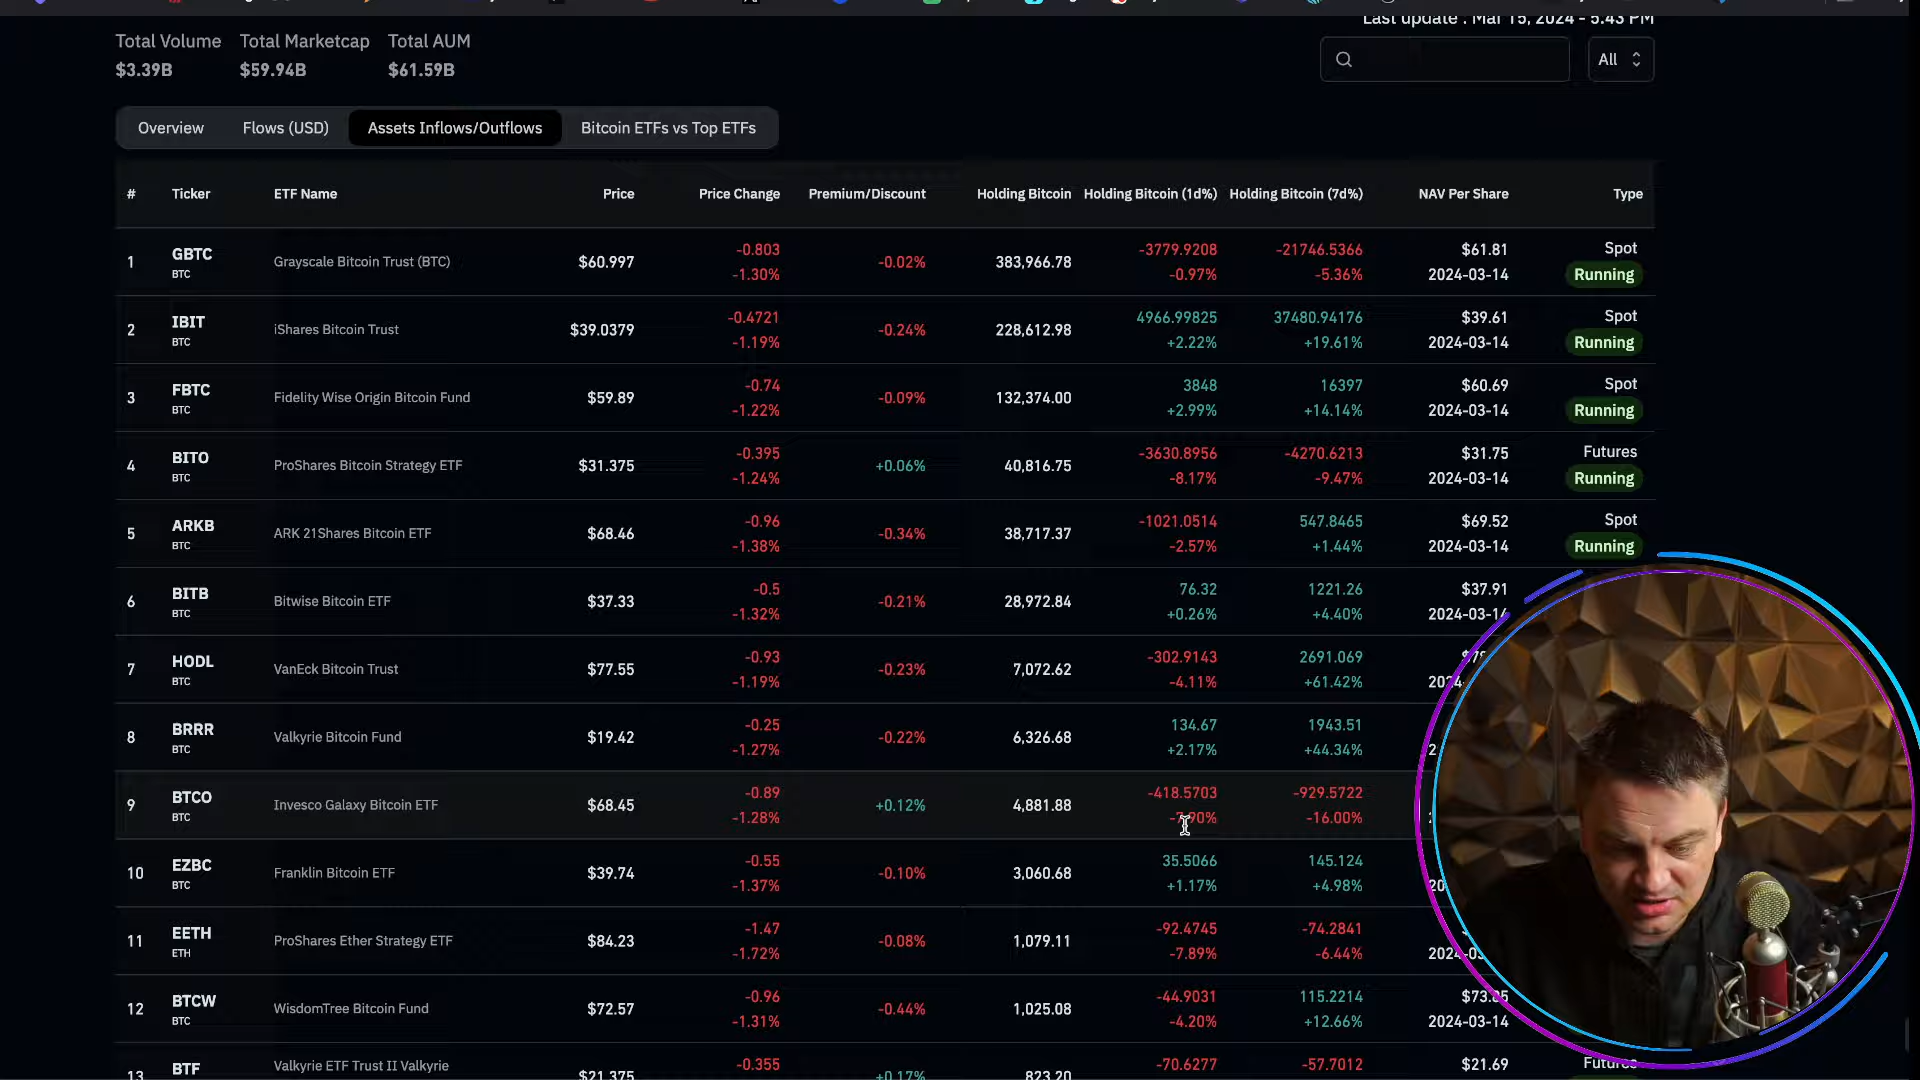 Last update : Mar 15, 2024 - 5:43 PM
Total Volume Total Marketcap Total AUM
$3.39B $59.94B $61.59B
All
Overview Flows (USD) Assets Inflows/Outflows Bitcoin ETFs vs Top ETFs
# Ticker ETF Name Price Price Change Premium/Discount Holding Bitcoin Holding Bitcoin (1d%) Holding Bitcoin (7d%) NAV Per Share Type
1 GBTC BTC Grayscale Bitcoin Trust (BTC) $60.997 -0.803 -1.30% -0.02% 383,966.78 -3779.9208 -0.97% -21746.5366 -5.36% $61.81 2024-03-14 Spot Running
2 IBIT BTC iShares Bitcoin Trust $39.0379 -0.4721 -1.19% -0.24% 228,612.98 4966.99825 +2.22% 37480.94176 +19.61% $39.61 2024-03-14 Spot Running
3 FBTC BTC Fidelity Wise Origin Bitcoin Fund $59.89 -0.74 -1.22% -0.09% 132,374.00 3848 +2.99% 16397 +14.14% $60.69 2024-03-14 Spot Running
4 BITO BTC ProShares Bitcoin Strategy ETF $31.375 -0.395 -1.24% +0.06% 40,816.75 -3630.8956 -8.17% -4270.6213 -9.47% $31.75 2024-03-14 Futures Running
5 ARKB BTC ARK 21Shares Bitcoin ETF $68.46 -0.96 -1.38% -0.34% 38,717.37 -1021.0514 -2.57% 547.8465 +1.44% $69.52 2024-03-14 Spot Running
6 BITB BTC Bitwise Bitcoin ETF $37.33 -0.5 -1.32% -0.21% 28,972.84 76.32 +0.26% 1221.26 +4.40% $37.91 2024-03-14
7 HODL BTC VanEck Bitcoin Trust $77.55 -0.93 -1.19% -0.23% 7,072.62 -302.9143 -4.11% 2691.069 +61.42%
8 BRRR BTC Valkyrie Bitcoin Fund $19.42 -0.25 -1.27% -0.22% 6,326.68 134.67 +2.17% 1943.51 +44.34%
9 BTCO BTC Invesco Galaxy Bitcoin ETF $68.45 -0.89 -1.28% +0.12% 4,881.88 -418.5703 -7.90% -929.5722 -16.00%
10 EZBC BTC Franklin Bitcoin ETF $39.74 -0.55 -1.37% -0.10% 3,060.68 35.5066 +1.17% 145.124 +4.98%
11 EETH ETH ProShares Ether Strategy ETF $84.23 -1.47 -1.72% -0.08% 1,079.11 -92.4745 -7.89% -74.2841 -6.44%
12 BTCW BTC WisdomTree Bitcoin Fund $72.57 -0.96 -1.31% -0.44% 1,025.08 -44.9031 -4.20% 115.2214 +12.66% 2024-03-14
13 BTF Valkyrie ETF Trust II Valkyrie $21.375 -0.355 +0.17% 823.20 -70.6277 -57.7012 $21.69 Futures